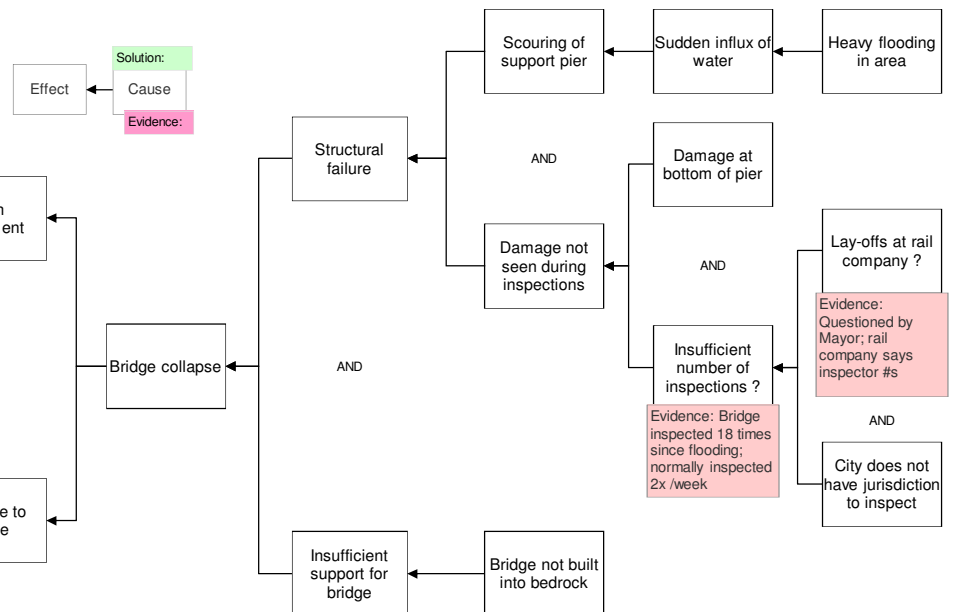 Scouring of
support pier
Sudden influx of
water
Heavy flooding
in area
Solution:
Effect
Cause
Evidence:
Structural
failure
AND
Damage at
bottom of pier
ent
Damage not
seen during
inspections
AND
Lay-offs at rail
company ?
Evidence:
Questioned by
Mayor; rail
company says
inspector #s
Bridge collapse
AND
Insufficient
number of
inspections ?
Evidence: Bridge
inspected 18 times
since flooding;
normally inspected
2x /week
AND
City does not
have jurisdiction
to inspect
e to
e
Insufficient
support for
bridge
Bridge not built
into bedrock